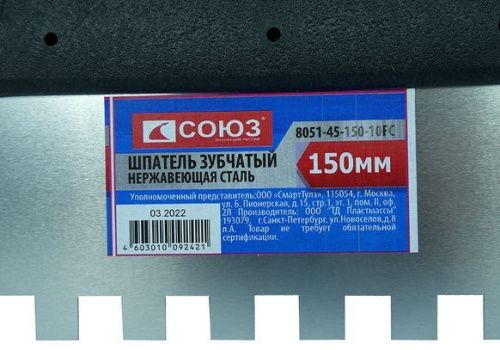 СОЮЗ
8051-45-150-10FC
ШПАТЕЛЬ ЗУБЧАТЫЙ
НЕРЖАВЕЮЩАЯ СТАЛЬ
150мм
Уполномоченный представитель:ООО «СмартТулз», 115054, г. Москва,
ул. Б. Пионерская, д.15, стр.1, эт.1, пом. II, оф.
2Л Производитель: ООО "ТД Пластмассы"
193079, г.Санкт-Петербург, ул.Новоселов,д.8
л.А. Товар не требует обязательной
сертификации.
03.2022
4 603010 092421